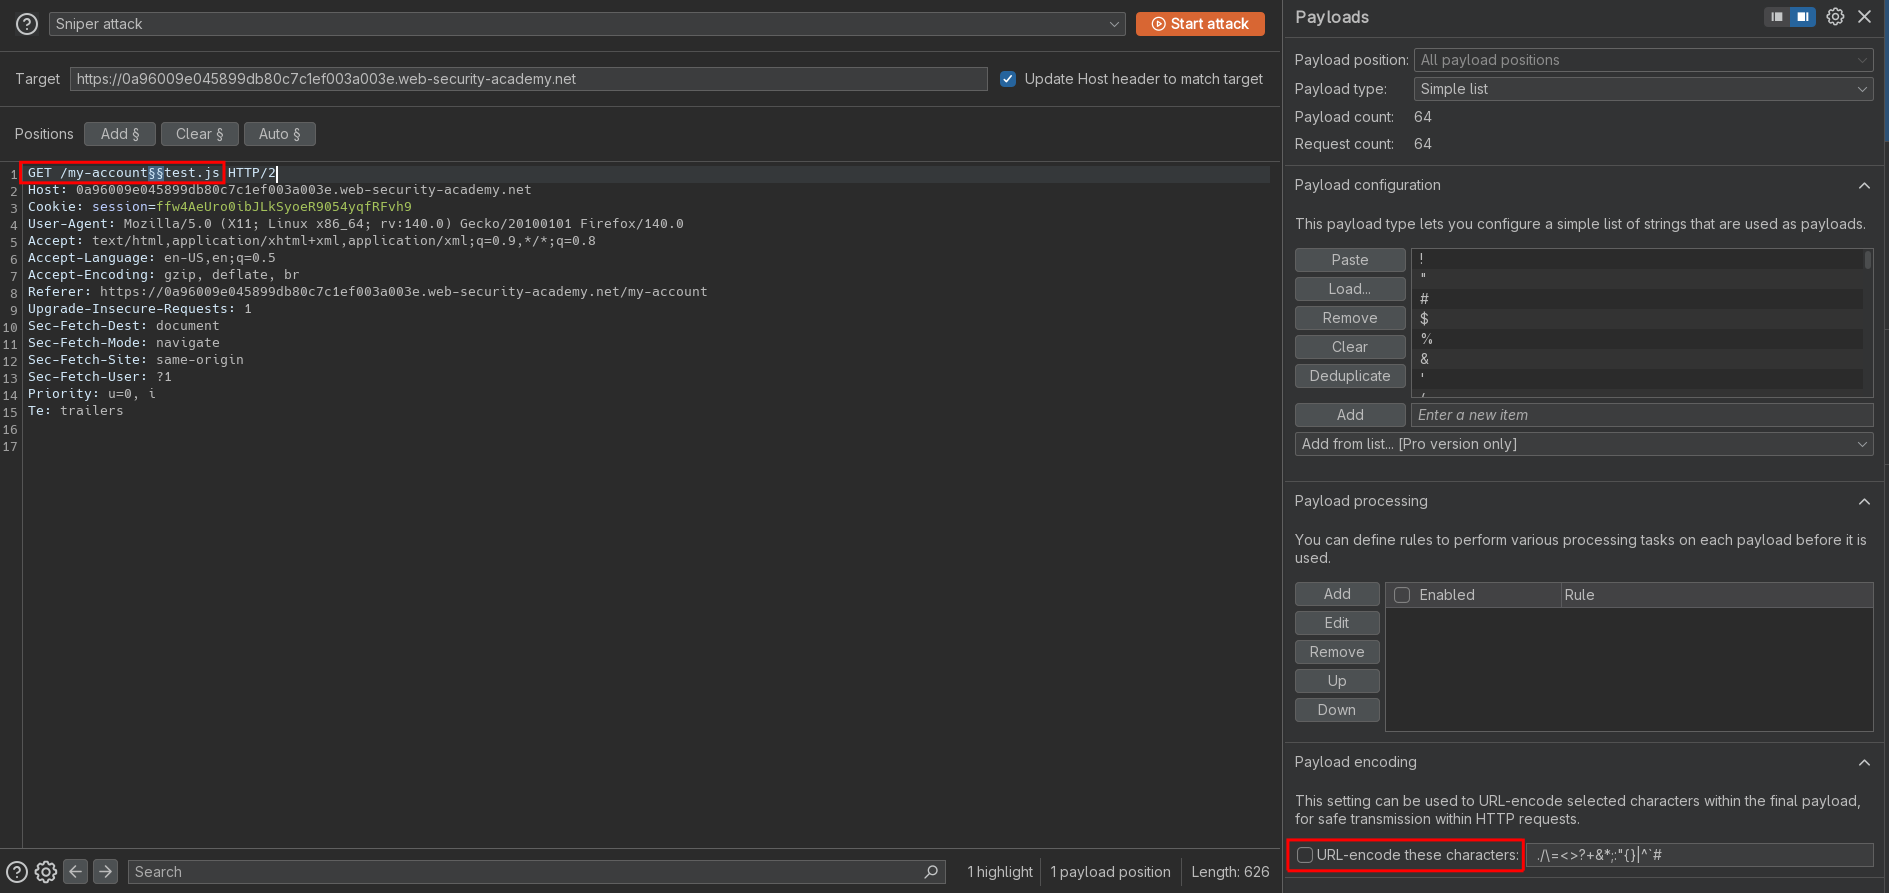 Sniper attack
Start attack
Target
https://0a96009e045899db80c7c1ef003a003e.web-security-academy.net
Update Host header to match target
Positions
Add §
Clear §
Auto §
1 GET /my-account§§test.js HTTP/2
2 Host: 0a96009e045899db80c7c1ef003a003e.web-security-academy.net
3 Cookie: session=ffw4AeUro0ibJLkSyoeR9054yqfRFvh9
4 User-Agent: Mozilla/5.0 (X11; Linux x86_64; rv:140.0) Gecko/20100101 Firefox/140.0
5 Accept: text/html,application/xhtml+xml,application/xml;q=0.9,*/*;q=0.8
6 Accept-Language: en-US,en;q=0.5
7 Accept-Encoding: gzip, deflate, br
8 Referer: https://0a96009e045899db80c7c1ef003a003e.web-security-academy.net/my-account
9 Upgrade-Insecure-Requests: 1
10 Sec-Fetch-Dest: document
11 Sec-Fetch-Mode: navigate
12 Sec-Fetch-Site: same-origin
13 Sec-Fetch-User: ?1
14 Priority: u=0, i
15 Te: trailers
16
17
Search
1 highlight
1 payload position
Length: 626
Payloads
Payload position: All payload positions
Payload type: Simple list
Payload count: 64
Request count: 64
Payload configuration
This payload type lets you configure a simple list of strings that are used as payloads.
Paste
Load...
Remove
Clear
Deduplicate
!
"
#
$
%
&
'
Add
Enter a new item
Add from list... [Pro version only]
Payload processing
You can define rules to perform various processing tasks on each payload before it is
used.
Add
Edit
Remove
Up
Down
Enabled
Rule
Payload encoding
This setting can be used to URL-encode selected characters within the final payload,
for safe transmission within HTTP requests.
URL-encode these characters: ./\=<>?+&*;:"{}|^`#